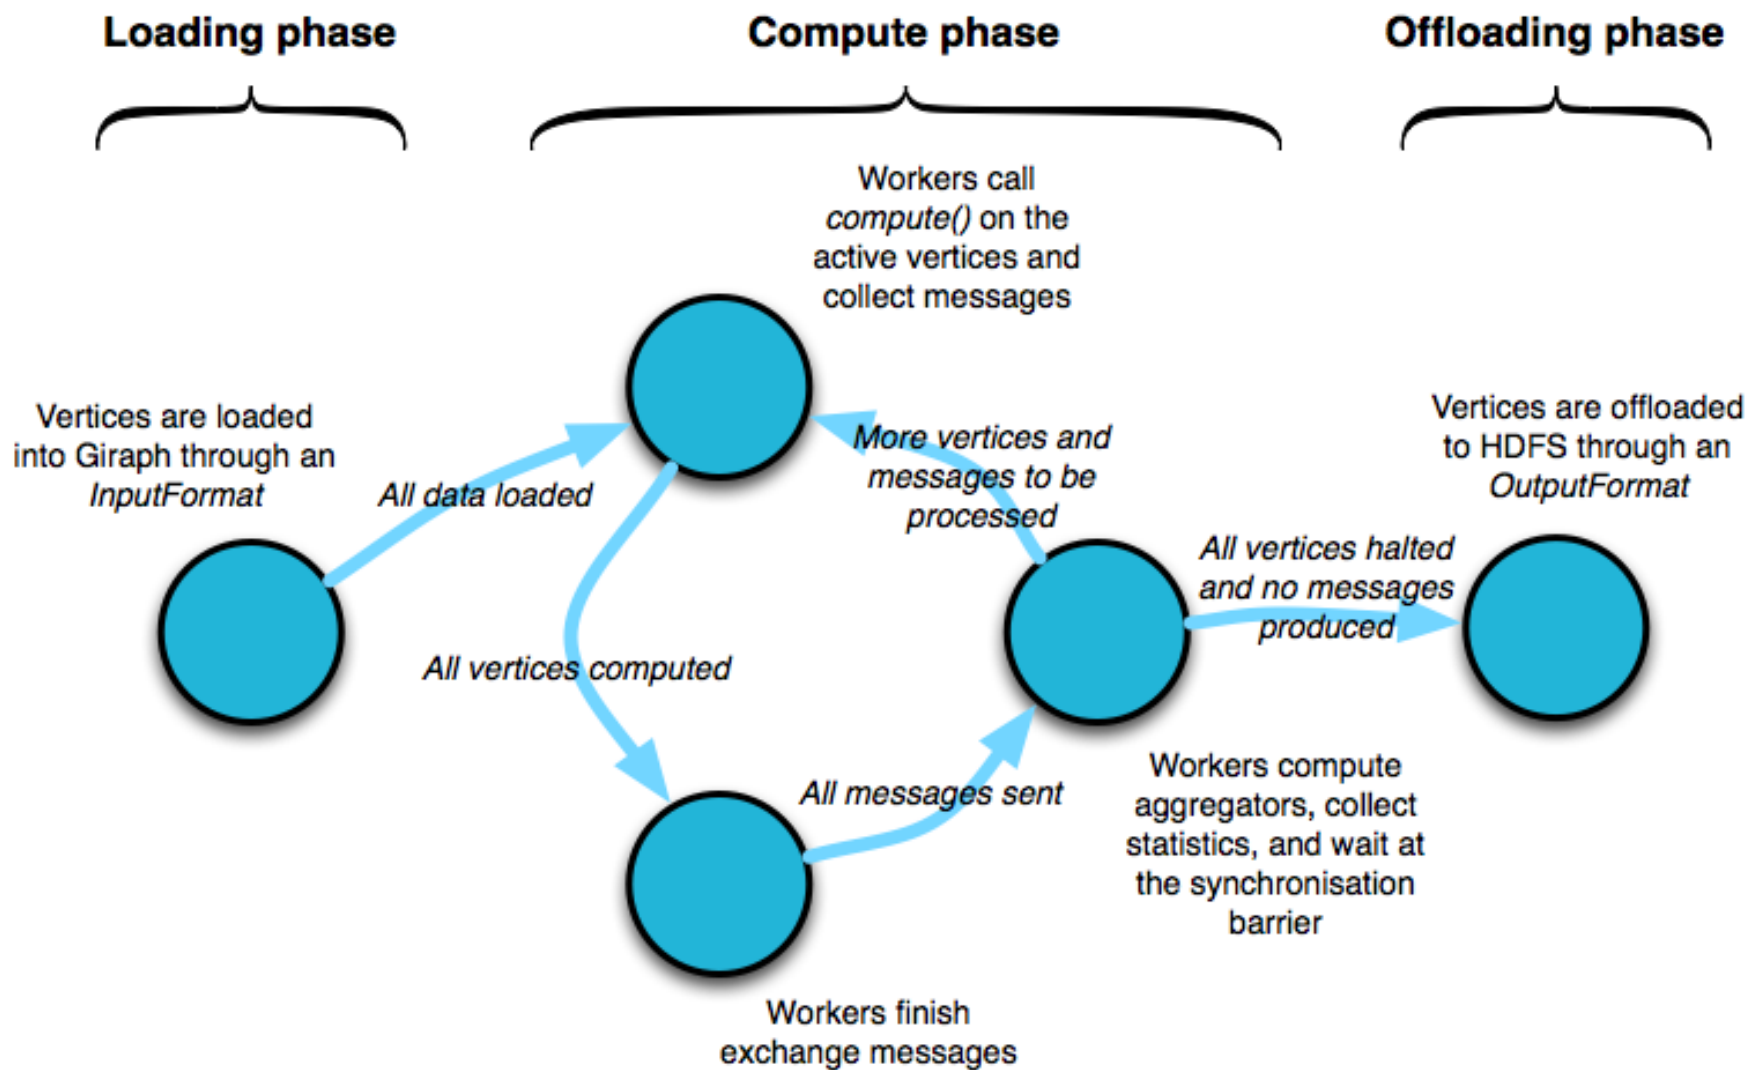 Loading phase
Compute phase
Offloading phase
Workers call
compute() on the
active vertices and
collect messages
Vertices are loaded
into Giraph through an
InputFormat
All data loaded
More vertices and
messages to be
processed
Vertices are offloaded
to HDFS through an
OutputFormat
All vertices halted
and no messages
produced
All vertices computed
All messages sent
Workers compute
aggregators, collect
statistics, and wait at
the synchronisation
barrier
Workers finish
exchange messages